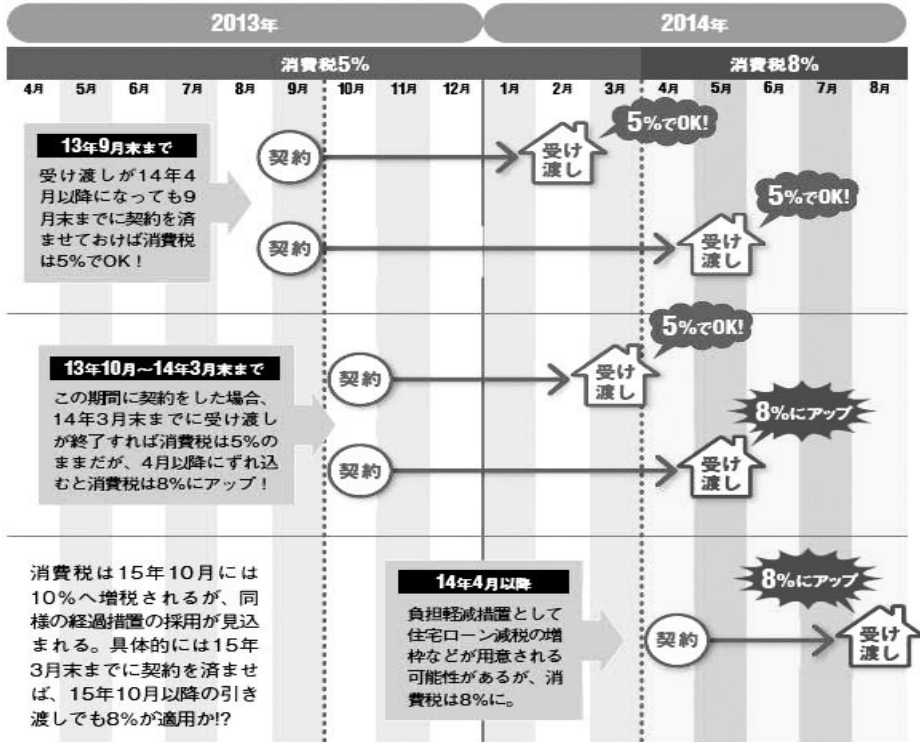 2013年
2014年
消費税5%
消費税8%
4月 5月 6月 7月 8月 9月 10月 11月 12月 1月 2月 3月 4月 5月 6月 7月 8月
13年9月末まで
受け渡しが14年4
月以降になっても9
月末までに契約を済
ませておけば消費税
は5%でOK!
契約
受け
渡し
5%でOK!
契約
受け
渡し
5%でOK!
13年10月〜14年3月末まで
この期間に契約をした場合、
14年3月末までに受け渡し
が終了すれば消費税は5%の
ままだが、4月以降にずれ込
むと消費税は8%にアップ!
契約
受け
渡し
5%でOK!
契約
受け
渡し
8%にアップ
消費税は15年10月には
10%へ増税されるが、同
様の経過措置の採用が見込
まれる。具体的には15年
3月末までに契約を済ませ
ば、15年10月以降の引き
渡しでも8%が適用か!?
14年4月以降
負担軽減措置として
住宅ローン減税の増
枠などが用意される
可能性があるが、消
費税は8%に。
契約
受け
渡し
8%にアップ